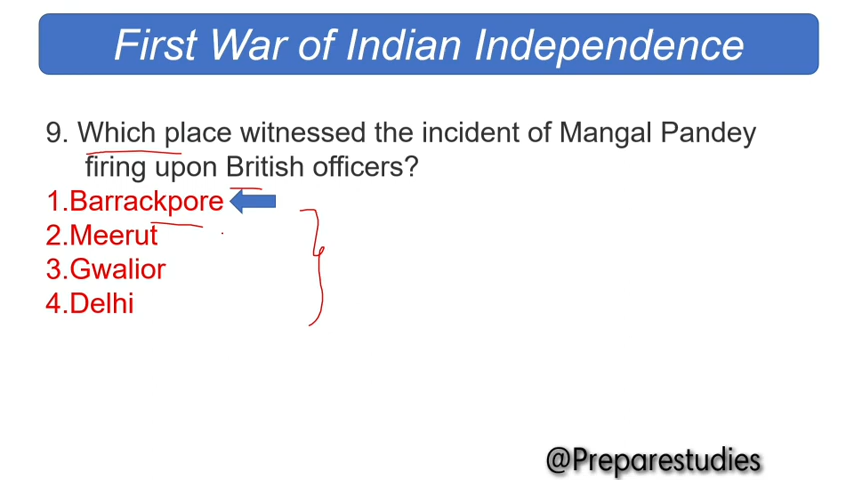 First War of Indian Independence
9. Which place witnessed the incident of Mangal Pandey
firing upon British officers?
1.Barrackpore
2.Meerut
3.Gwalior
4.Delhi
@Preparestudies